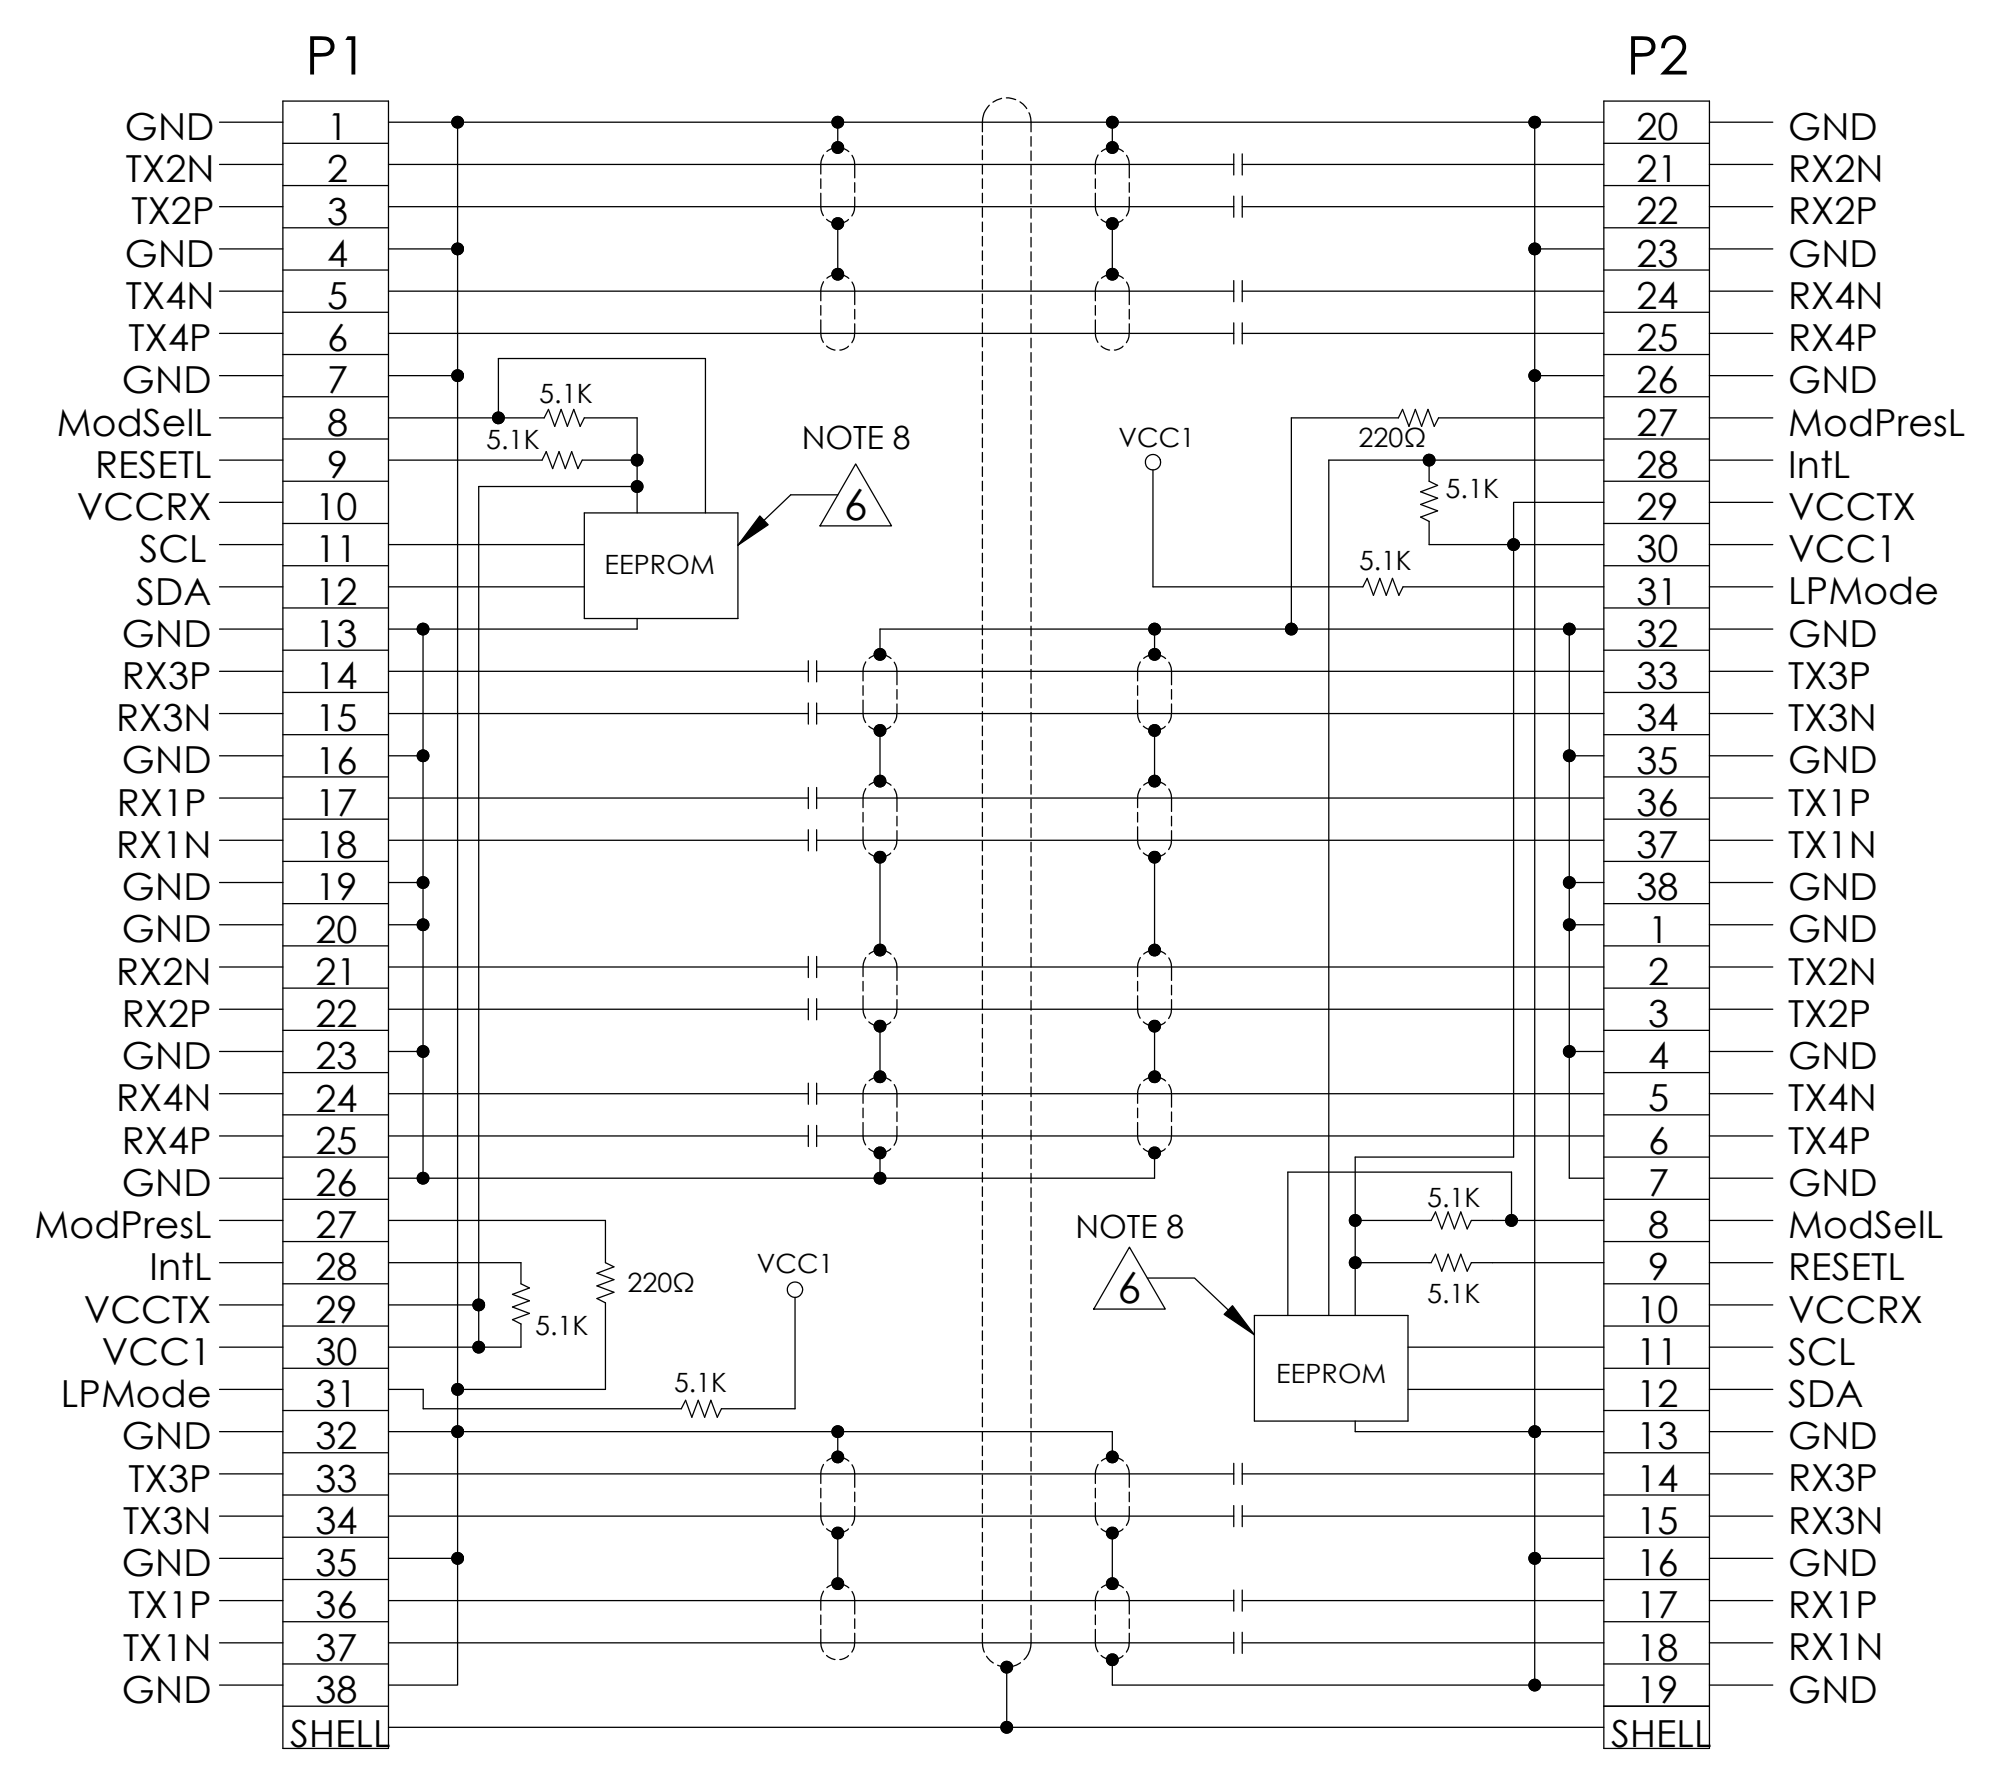 P1 P2
GND 1 20 GND
TX2N 2 21 RX2N
TX2P 3 22 RX2P
GND 4 23 GND
TX4N 5 24 RX4N
TX4P 6 25 RX4P
GND 7 26 GND
5.1K
ModSelL 8 27 ModPresL
5.1K NOTE 8 VCC1 220Ω
RESETL 9 28 IntL
5.1K
VCCRX 10 6 29 VCCTX
SCL 11 30 VCC1
EEPROM 5.1K
SDA 12 31 LPMode
GND 13 32 GND
RX3P 14 33 TX3P
RX3N 15 34 TX3N
GND 16 35 GND
RX1P 17 36 TX1P
RX1N 18 37 TX1N
GND 19 38 GND
GND 20 1 GND
RX2N 21 2 TX2N
RX2P 22 3 TX2P
GND 23 4 GND
RX4N 24 5 TX4N
RX4P 25 6 TX4P
GND 26 7 GND
5.1K
ModPresL 27 NOTE 8 8 ModSelL
IntL 28 VCC1 9 RESETL
220Ω 6 5.1K
VCCTX 29 10 VCCRX
5.1K
VCC1 30 11 SCL
5.1K EEPROM
LPMode 31 12 SDA
GND 32 13 GND
TX3P 33 14 RX3P
TX3N 34 15 RX3N
GND 35 16 GND
TX1P 36 17 RX1P
TX1N 37 18 RX1N
GND 38 19 GND
SHELL SHELL